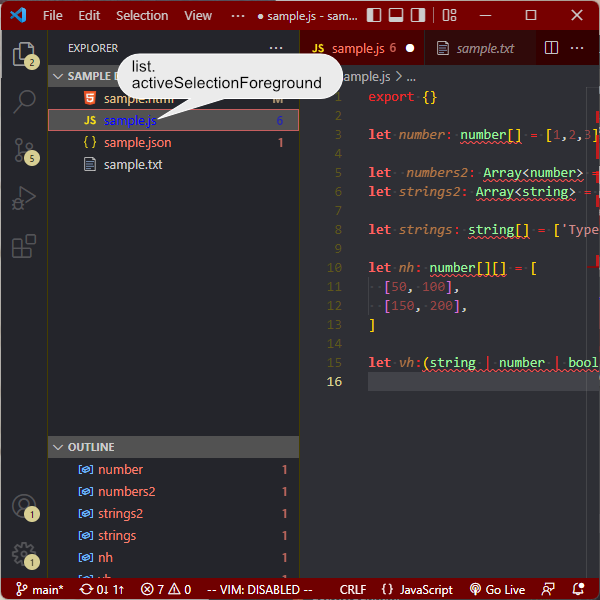 File Edit Selection View ··· ● sample.js - sam...
EXPLORER ···
JS sample.js 6 ●
sample.txt ···
2
SAMPLE D
list.
activeSelectionForeground
sample.js > ...
sample.html M
JS sample.js 6
{ } sample.json 1
sample.txt
5
1 export {}
2
3 let number: number[] = [1,2,3]
4
5 let numbers2: Array<number> =
6 let strings2: Array<string> =
7
8 let strings: string[] = ['Type
9
10 let nh: number[][] = [
11 [50, 100],
12 [150, 200],
13 ]
14
15 let vh:(string | number | bool
16
OUTLINE
number 1
numbers2 1
strings2 1
strings 1
nh 1
vh 1
1
1
main* 0↓ 1↑ 7 0 -- VIM: DISABLED -- CRLF { } JavaScript Go Live